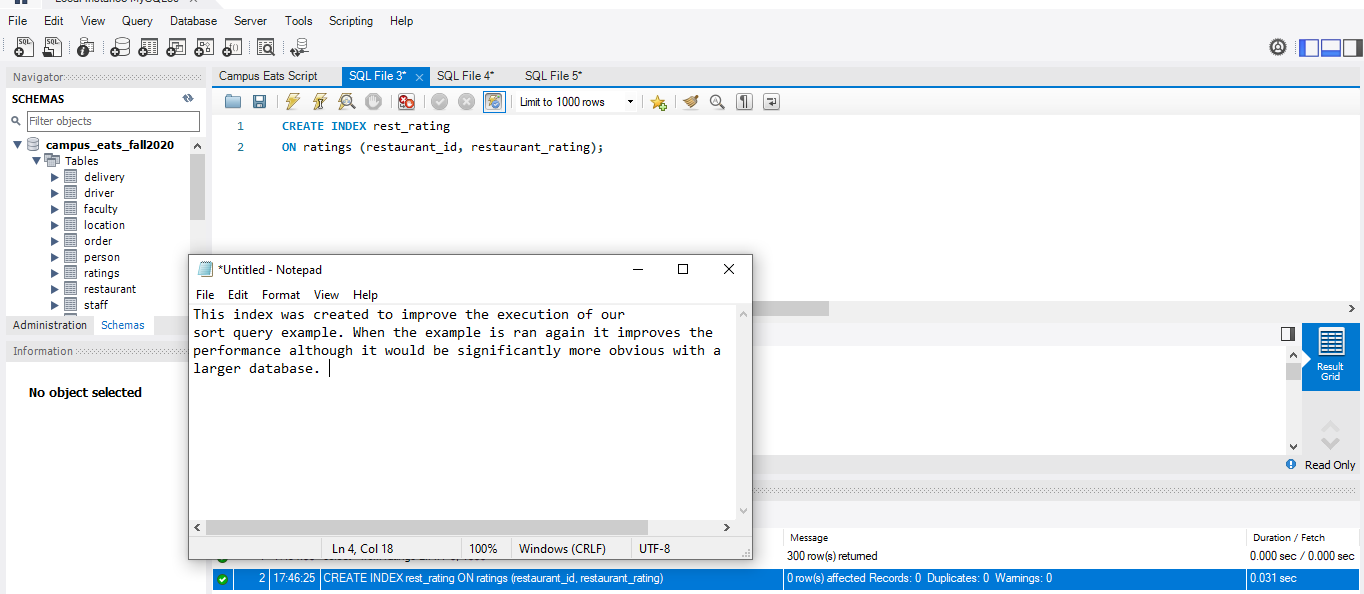 File Edit View Query Database Server Tools Scripting Help
Navigator
SCHEMAS
Filter objects
campus_eats_fall2020
Tables
delivery
driver
faculty
location
order
person
ratings
restaurant
staff
Administration Schemas
Information
No object selected
Campus Eats Script SQL File 3* SQL File 4* SQL File 5*
Limit to 1000 rows
1 CREATE INDEX rest_rating
2 ON ratings (restaurant_id, restaurant_rating);
*Untitled - Notepad
File Edit Format View Help
This index was created to improve the execution of our
sort query example. When the example is ran again it improves the
performance although it would be significantly more obvious with a
larger database.
Ln 4, Col 18 100% Windows (CRLF) UTF-8
Result
Grid
Read Only
Message Duration / Fetch
300 row(s) returned 0.000 sec / 0.000 sec
2 17:46:25 CREATE INDEX rest_rating ON ratings (restaurant_id, restaurant_rating) 0 row(s) affected Records: 0 Duplicates: 0 Warnings: 0 0.031 sec